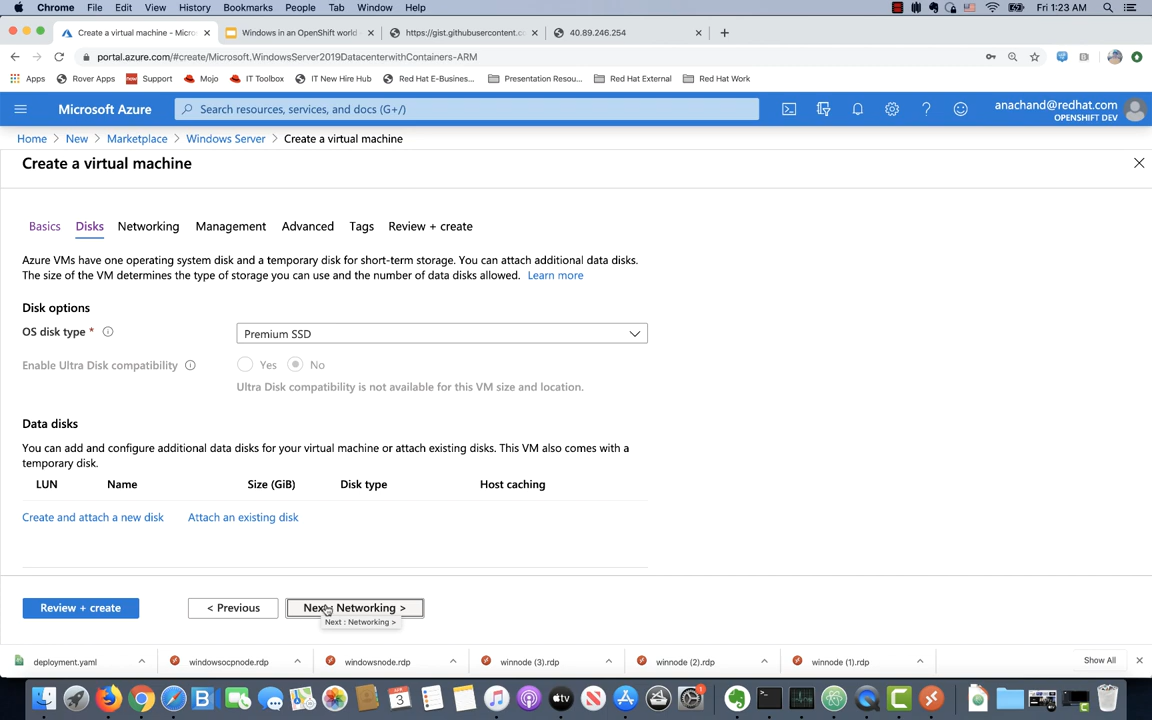 Chrome File Edit View History Bookmarks People Tab Window Help Fri 1:23 AM
Create a virtual machine - Micro Windows in an OpenShift world https://gist.githubusercontent.c 40.89.246.254
portal.azure.com/#create/Microsoft.WindowsServer2019DatacenterwithContainers-ARM
Apps Rover Apps Support Mojo IT Toolbox IT New Hire Hub Red Hat E-Busines... Presentation Resou... Red Hat External Red Hat Work
Microsoft Azure Search resources, services, and docs (G+/) anachand@redhat.com
OPENSHIFT DEV
Home > New > Marketplace > Windows Server > Create a virtual machine
Create a virtual machine
Basics Disks Networking Management Advanced Tags Review + create
Azure VMs have one operating system disk and a temporary disk for short-term storage. You can attach additional data disks.
The size of the VM determines the type of storage you can use and the number of data disks allowed. Learn more
Disk options
OS disk type * Premium SSD
Enable Ultra Disk compatibility Yes No
Ultra Disk compatibility is not available for this VM size and location.
Data disks
You can add and configure additional data disks for your virtual machine or attach existing disks. This VM also comes with a
temporary disk.
LUN Name Size (GiB) Disk type Host caching
Create and attach a new disk Attach an existing disk
Review + create < Previous Next : Networking >
Next : Networking >
deployment.yaml windowsocpnode.rdp windowsnode.rdp winnode (3).rdp winnode (2).rdp winnode (1).rdp Show All